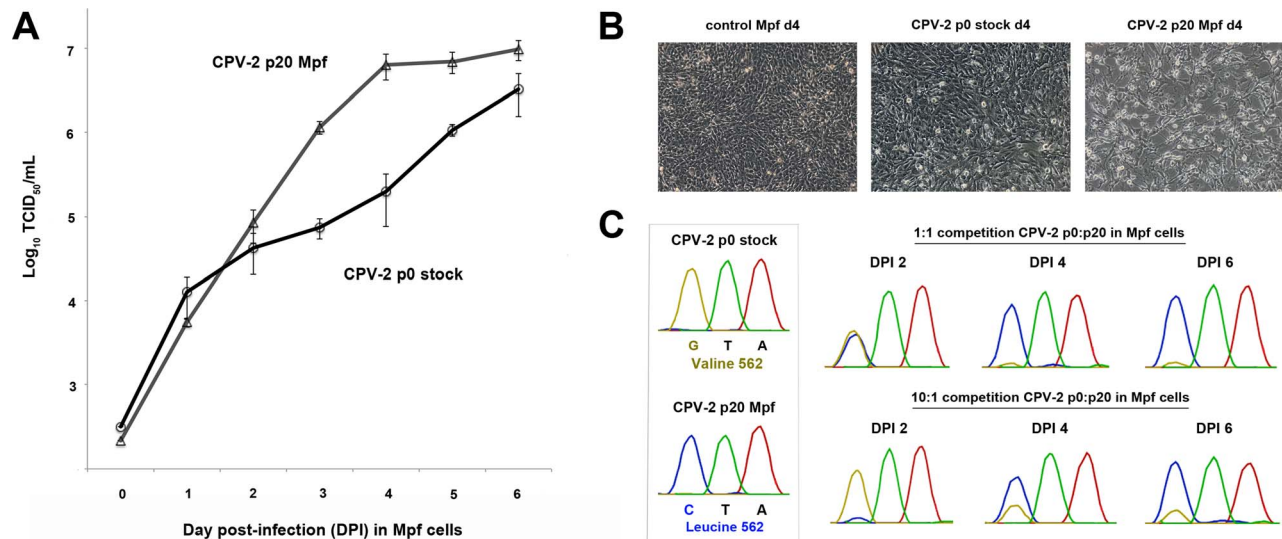 A
7
6
5
4
3
Log10 TCID50/mL
CPV-2 p20 Mpf
CPV-2 p0 stock
0 1 2 3 4 5 6
Day post-infection (DPI) in Mpf cells
B
control Mpf d4
CPV-2 p0 stock d4
CPV-2 p20 Mpf d4
C
CPV-2 p0 stock
G T A
Valine 562
CPV-2 p20 Mpf
C T A
Leucine 562
1:1 competition CPV-2 p0:p20 in Mpf cells
DPI 2 DPI 4 DPI 6
10:1 competition CPV-2 p0:p20 in Mpf cells
DPI 2 DPI 4 DPI 6